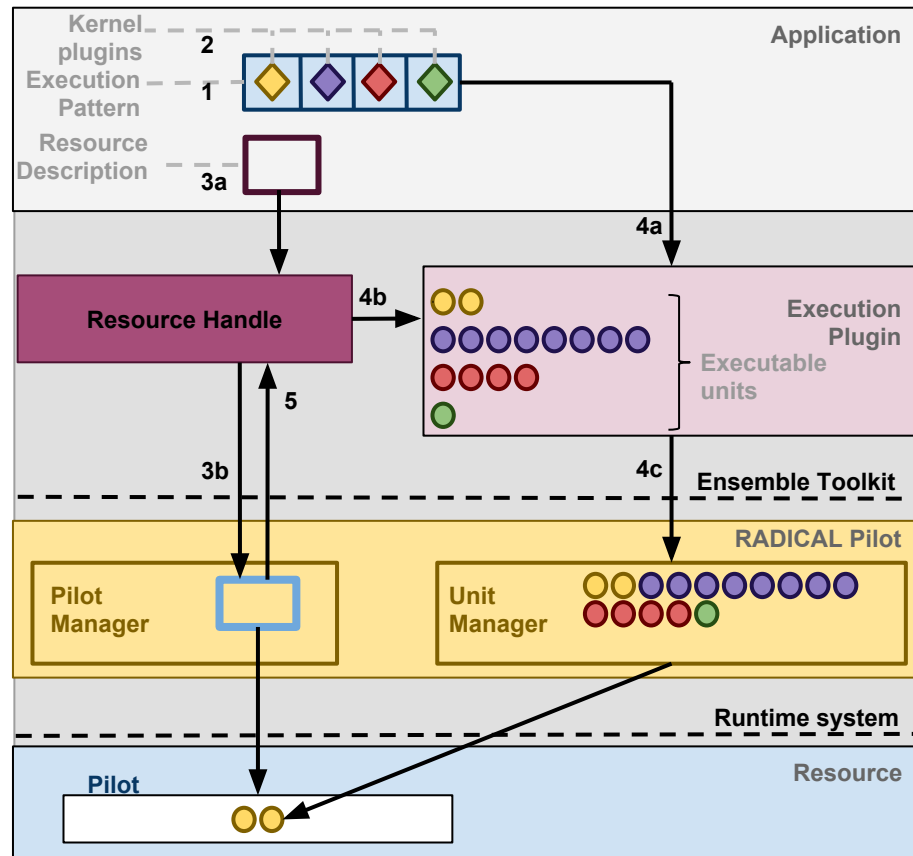 Kernel
plugins
2
Application
Execution
Pattern
1
Resource
Description
3a
4a
Resource Handle
4b
Execution
Plugin
Executable
units
5
3b
4c
Ensemble Toolkit
RADICAL Pilot
Pilot
Manager
Unit
Manager
Runtime system
Resource
Pilot